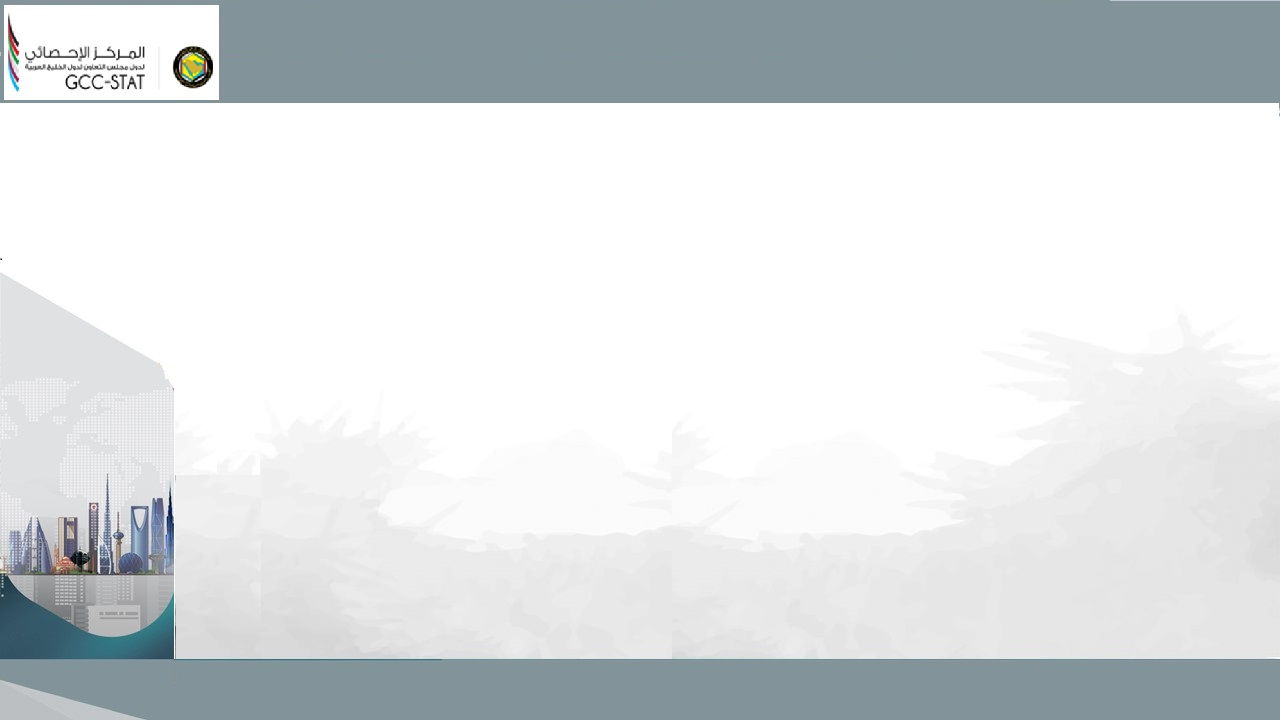 المركز الإحصائي
لدول مجلس التعاون لدول الخليج العربية
GCC-STAT